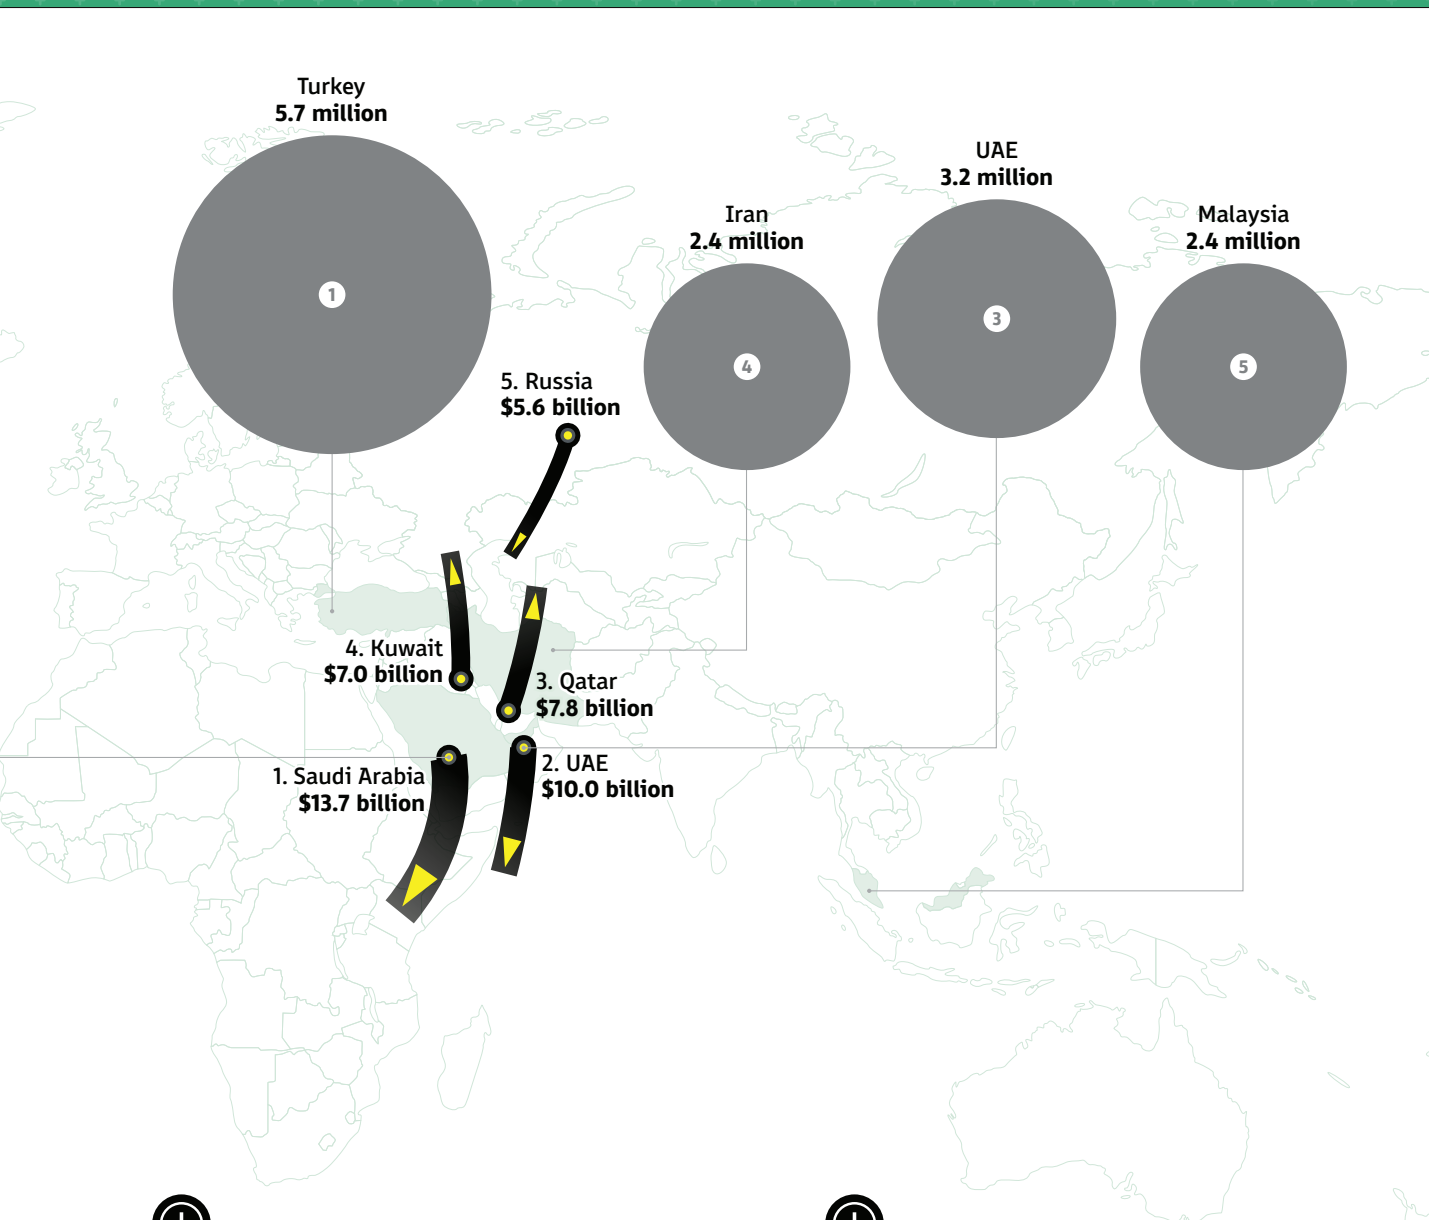 Turkey
5.7 million
1
UAE
3.2 million
3
Iran
2.4 million
4
Malaysia
2.4 million
5
5. Russia
$5.6 billion
4. Kuwait
$7.0 billion
3. Qatar
$7.8 billion
1. Saudi Arabia
$13.7 billion
2. UAE
$10.0 billion